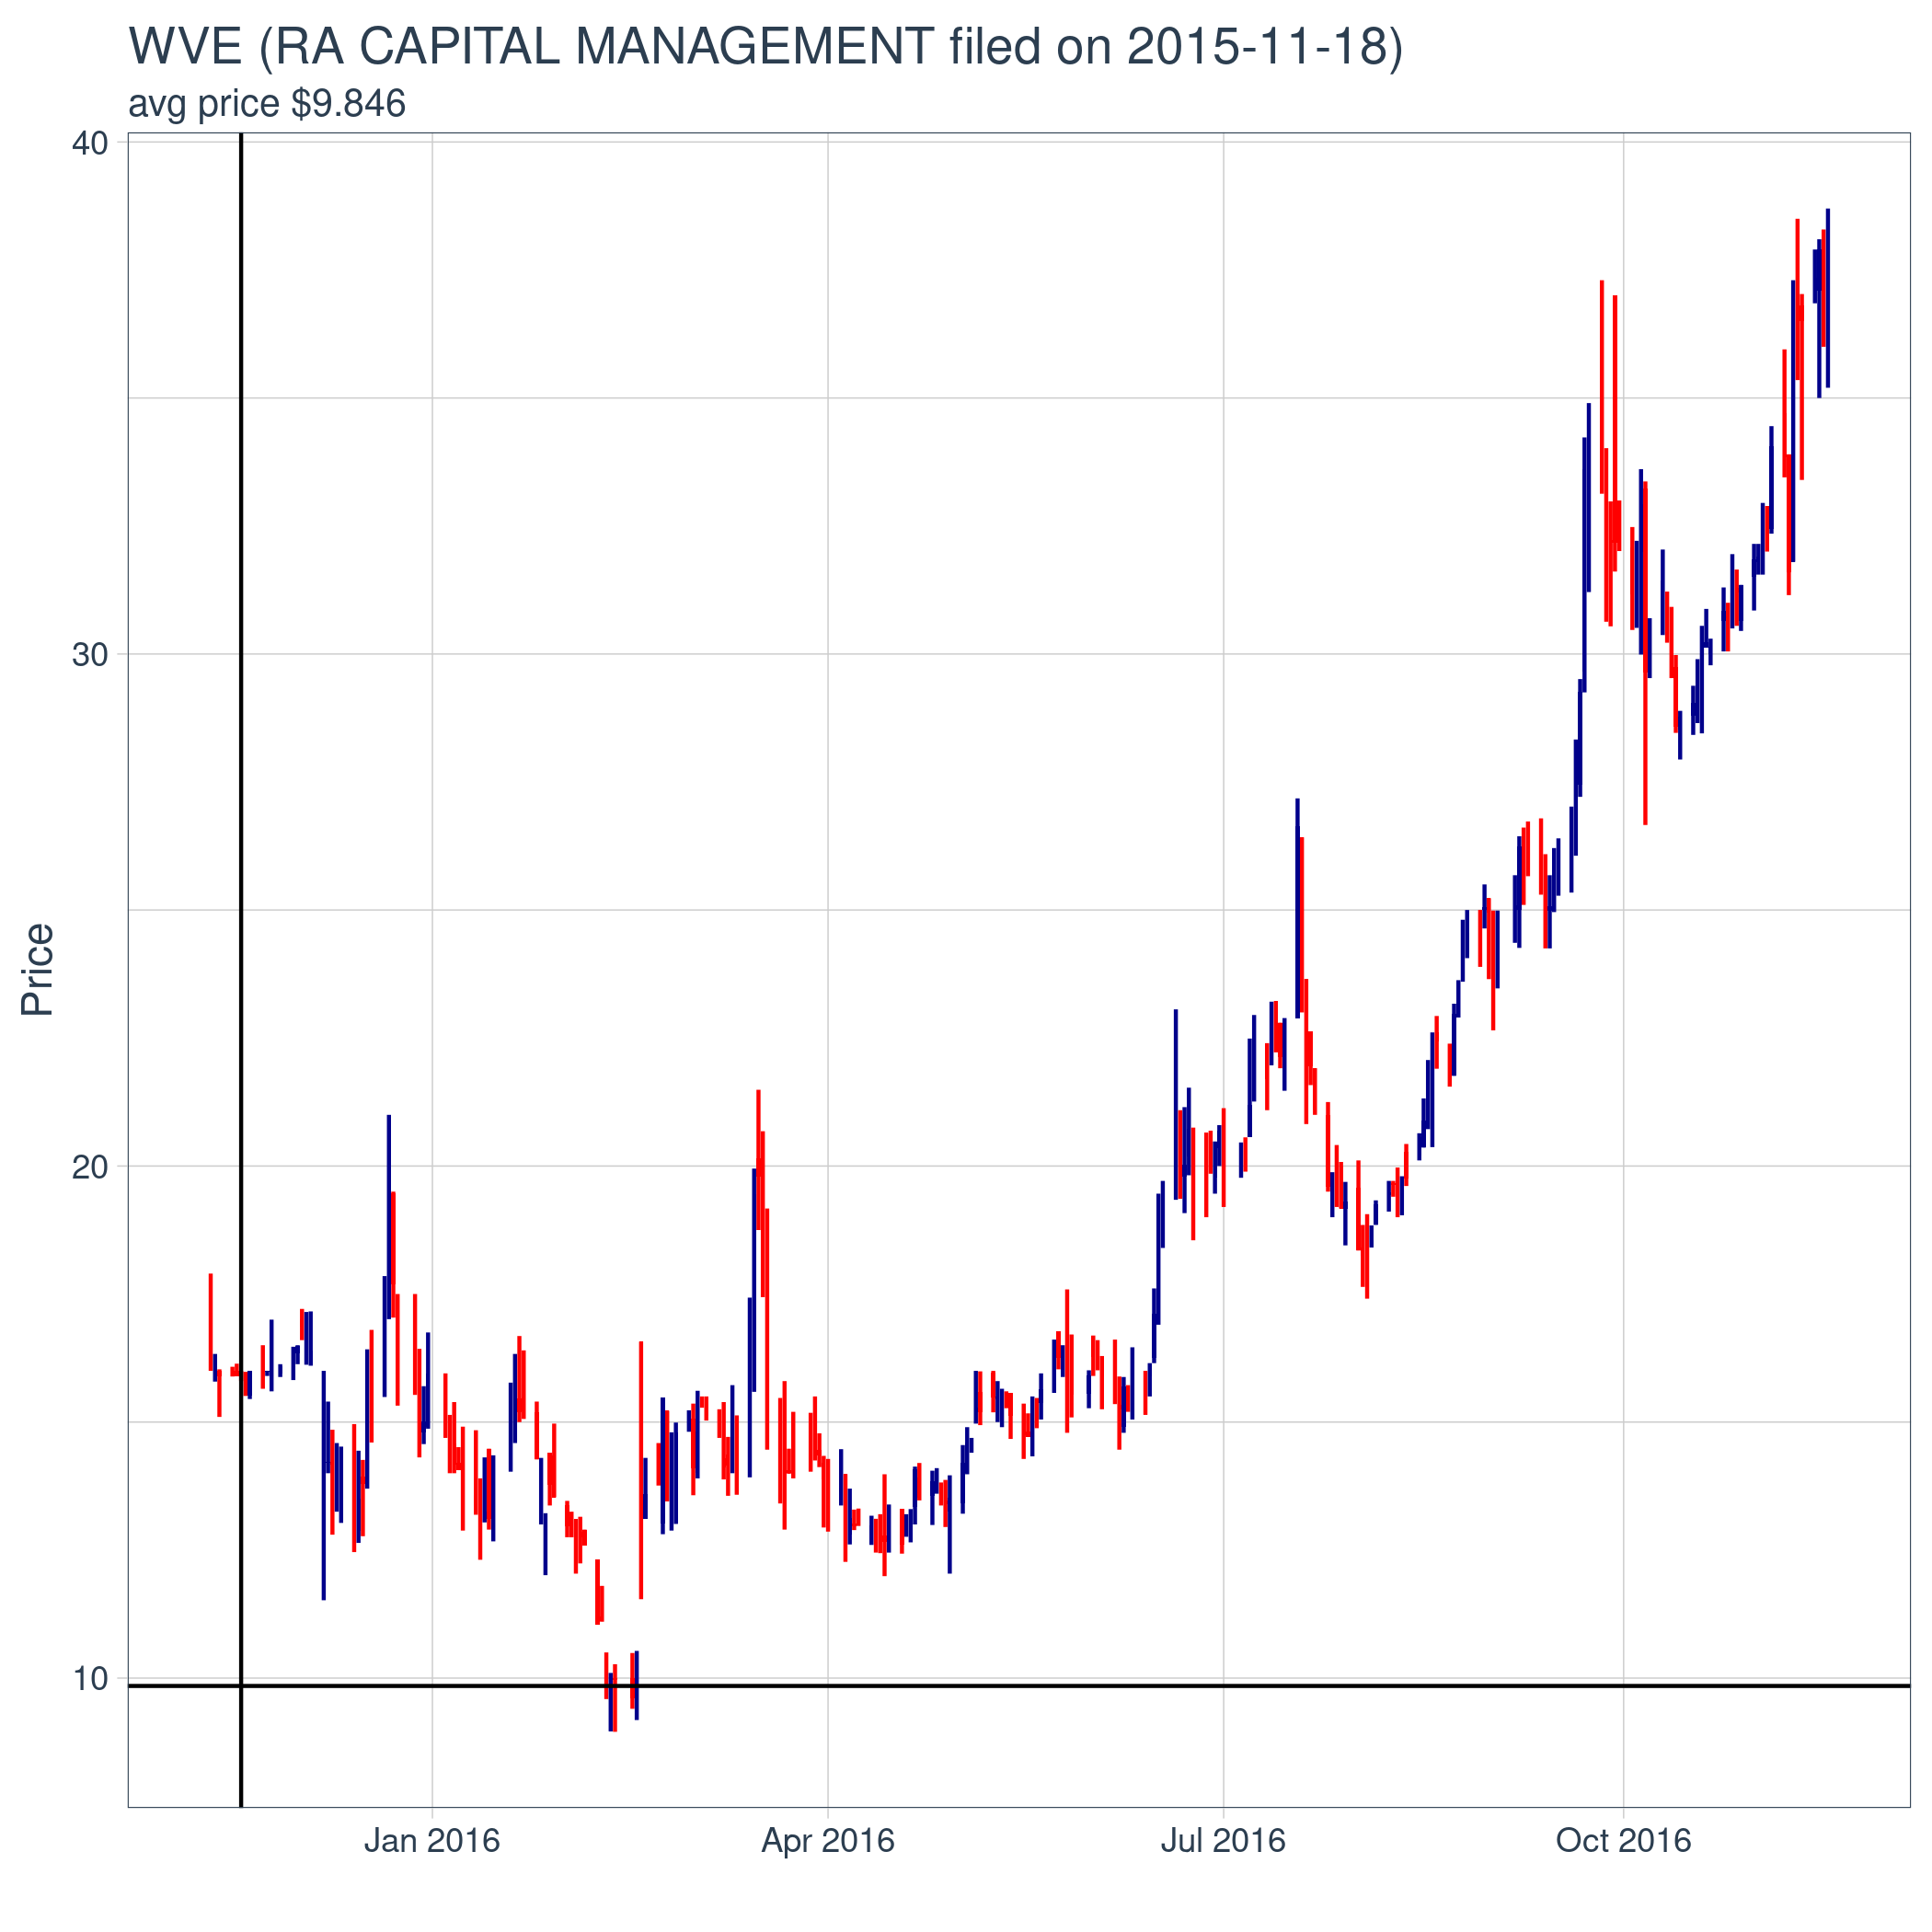 WVE (RA CAPITAL MANAGEMENT filed on 2015-11-18)
avg price $9.846
40
30
20
10
Price
Jan 2016
Apr 2016
Jul 2016
Oct 2016